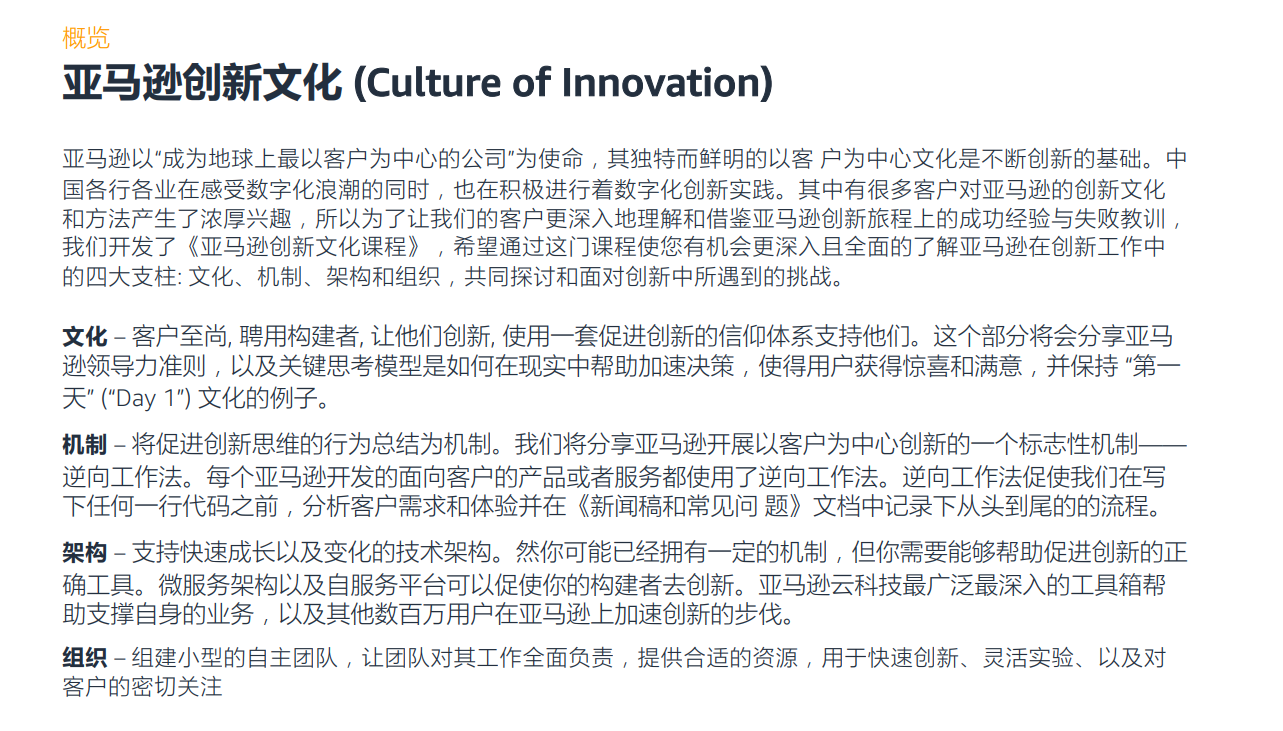 概览
亚马逊创新文化 (Culture of Innovation)
亚马逊以“成为地球上最以客户为中心的公司”为使命，其独特而鲜明的以客 户为中心文化是不断创新的基础。中
国各行各业在感受数字化浪潮的同时，也在积极进行着数字化创新实践。其中有很多客户对亚马逊的创新文化
和方法产生了浓厚兴趣，所以为了让我们的客户更深入地理解和借鉴亚马逊创新旅程上的成功经验与失败教训，
我们开发了《亚马逊创新文化课程》，希望通过这门课程使您有机会更深入且全面的了解亚马逊在创新工作中
的四大支柱: 文化、机制、架构和组织，共同探讨和面对创新中所遇到的挑战。
文化 – 客户至尚, 聘用构建者, 让他们创新, 使用一套促进创新的信仰体系支持他们。这个部分将会分享亚马
逊领导力准则，以及关键思考模型是如何在现实中帮助加速决策，使得用户获得惊喜和满意，并保持 “第一
天” (“Day 1”) 文化的例子。
机制 – 将促进创新思维的行为总结为机制。我们将分享亚马逊开展以客户为中心创新的一个标志性机制——
逆向工作法。每个亚马逊开发的面向客户的产品或者服务都使用了逆向工作法。逆向工作法促使我们在写
下任何一行代码之前，分析客户需求和体验并在《新闻稿和常见问 题》文档中记录下从头到尾的的流程。
架构 – 支持快速成长以及变化的技术架构。然你可能已经拥有一定的机制，但你需要能够帮助促进创新的正
确工具。微服务架构以及自服务平台可以促使你的构建者去创新。亚马逊云科技最广泛最深入的工具箱帮
助支撑自身的业务，以及其他数百万用户在亚马逊上加速创新的步伐。
组织 – 组建小型的自主团队，让团队对其工作全面负责，提供合适的资源，用于快速创新、灵活实验、以及对
客户的密切关注